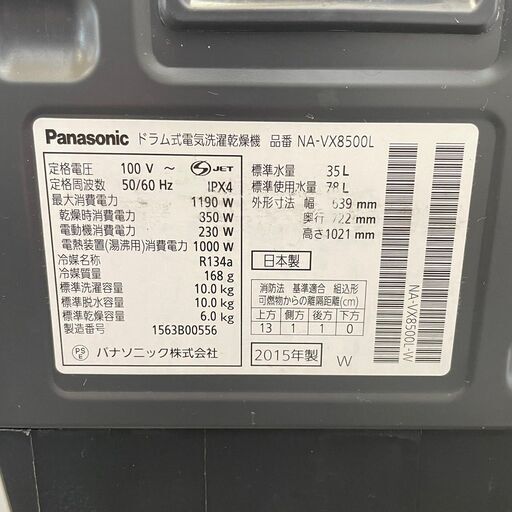 Panasonic ドラム式電気洗濯乾燥機 品番 NA-VX8500L
定格電圧 100 V ～ S JET
定格周波数 50/60 Hz IPX4
最大消費電力 1190 W
乾燥時消費電力 350 W
電動機消費電力 230 W
電熱装置(湯沸用)消費電力 1000 W
冷媒名称 R134a
冷媒質量 168 g
標準洗濯容量 10.0 kg
標準脱水容量 10.0 kg
標準乾燥容量 6.0 kg
製造番号 1563B00556
PSE パナソニック株式会社
標準水量 35 L
標準使用水量 78 L
外形寸法 幅 639 mm
奥行 722 mm
高さ 1021 mm
日本製
消防法 基準適合 組込形
可燃物からの離隔距離(cm)
上方 側方 後方 下方
13 1 1 0
2015年製 W
NA-VX8500L-W